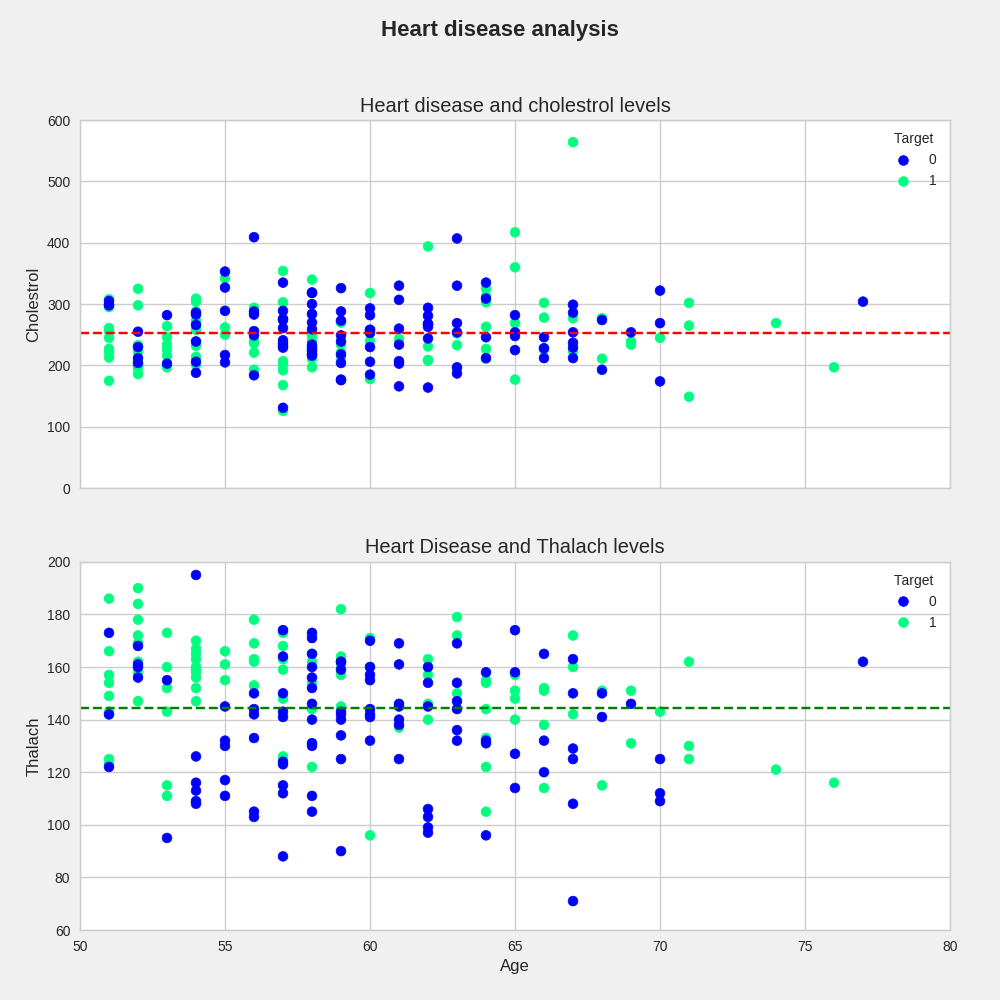 Heart disease analysis
Heart disease and cholestrol levels
600
500
400
300
200
100
0
Cholestrol
Target
0
1
Heart Disease and Thalach levels
200
180
160
140
120
100
80
60
Thalach
Target
0
1
50 55 60 65 70 75 80
Age